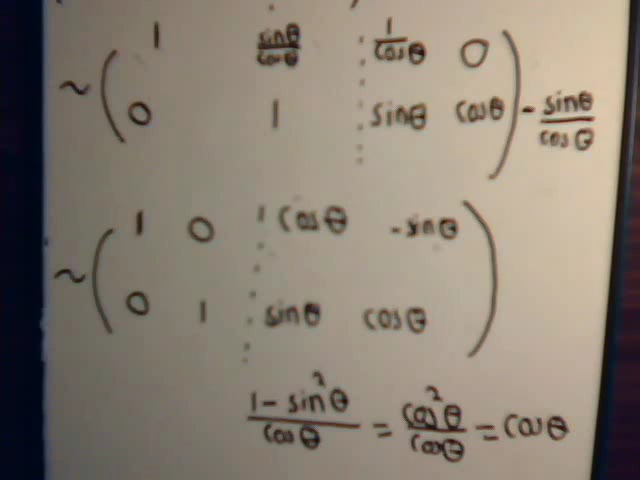 ~ ( 1 sinθ/cosθ ⋮ 1/cosθ 0
0 1 ⋮ sinθ cosθ ) - sinθ/cosθ
~ ( 1 0 ⋮ cosθ -sinθ
0 1 ⋮ sinθ cosθ )
1 - sin²θ/cosθ = cos²θ/cosθ = cosθ